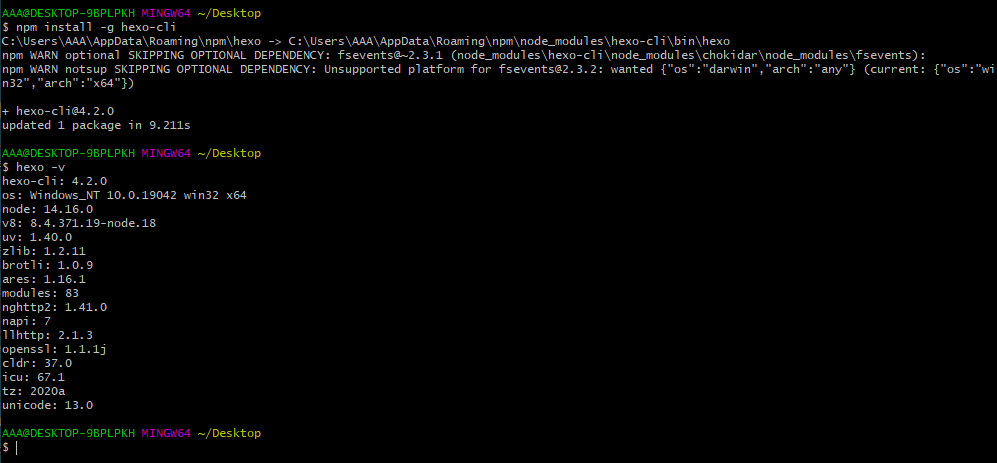 AAA@DESKTOP-9BPLPKH MINGW64 ~/Desktop
$ npm install -g hexo-cli
C:\Users\AAA\AppData\Roaming\npm\hexo -> C:\Users\AAA\AppData\Roaming\npm\node_modules\hexo-cli\bin\hexo
npm WARN optional SKIPPING OPTIONAL DEPENDENCY: fsevents@~2.3.1 (node_modules\hexo-cli\node_modules\chokidar\node_modules\fsevents):
npm WARN notsup SKIPPING OPTIONAL DEPENDENCY: Unsupported platform for fsevents@2.3.2: wanted {"os":"darwin","arch":"any"} (current: {"os":"wi
n32","arch":"x64"})
+ hexo-cli@4.2.0
updated 1 package in 9.211s
AAA@DESKTOP-9BPLPKH MINGW64 ~/Desktop
$ hexo -v
hexo-cli: 4.2.0
os: Windows_NT 10.0.19042 win32 x64
node: 14.16.0
v8: 8.4.371.19-node.18
uv: 1.40.0
zlib: 1.2.11
brotli: 1.0.9
ares: 1.16.1
modules: 83
nghttp2: 1.41.0
napi: 7
llhttp: 2.1.3
openssl: 1.1.1j
cldr: 37.0
icu: 67.1
tz: 2020a
unicode: 13.0
AAA@DESKTOP-9BPLPKH MINGW64 ~/Desktop
$